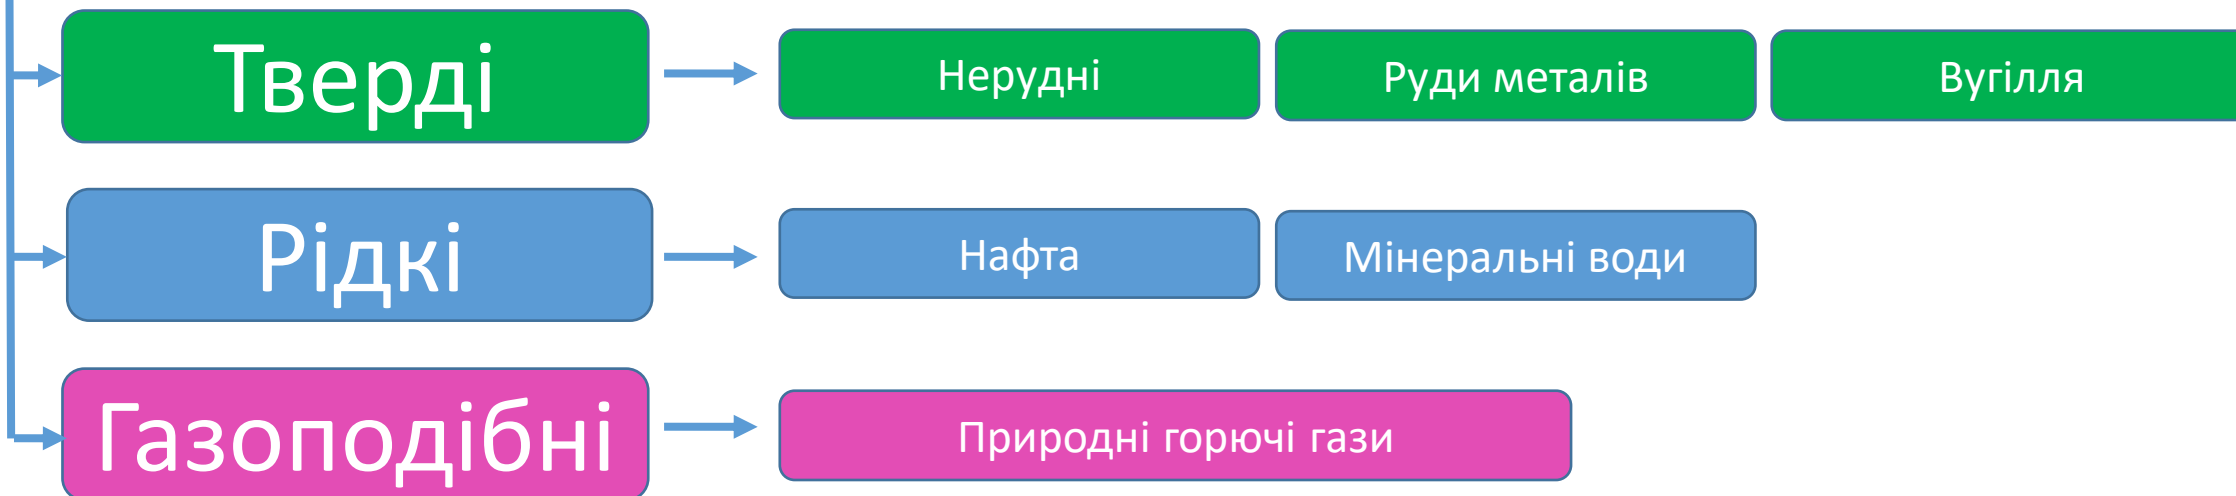 Тверді
Нерудні
Руди металів
Вугілля
Рідкі
Нафта
Мінеральні води
Газоподібні
Природні горючі гази